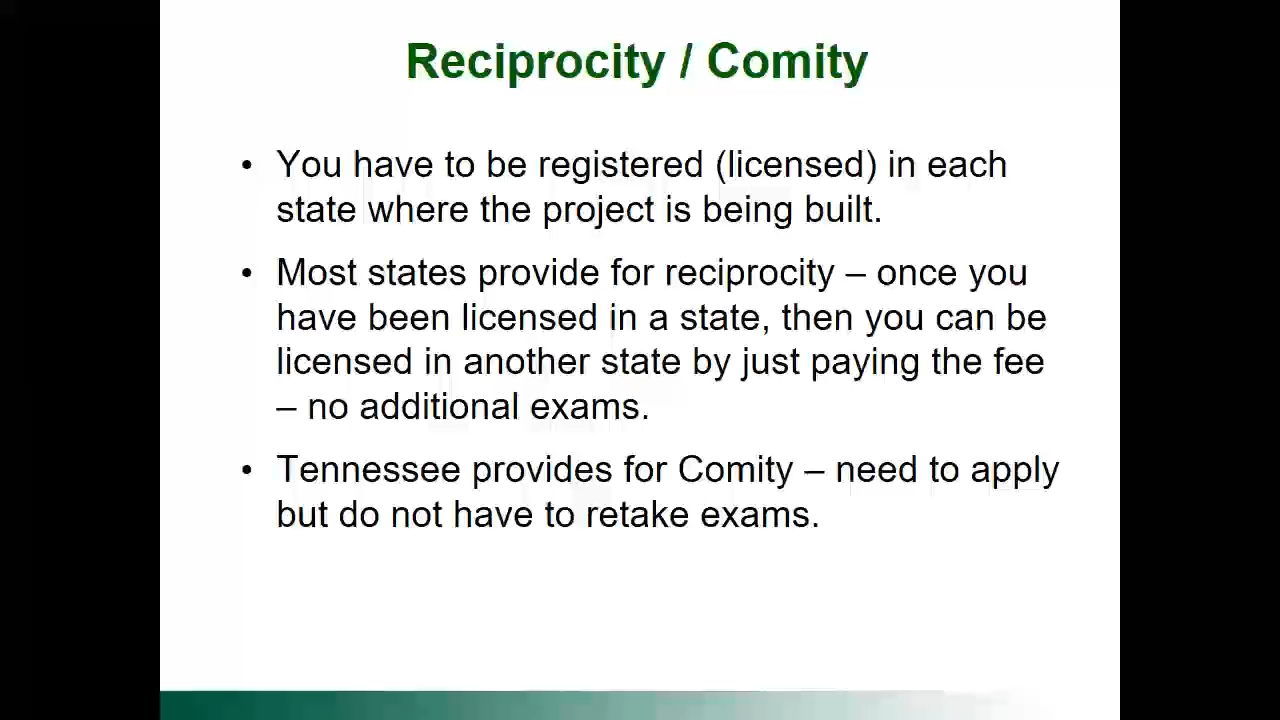 Reciprocity / Comity
• You have to be registered (licensed) in each
state where the project is being built.
• Most states provide for reciprocity – once you
have been licensed in a state, then you can be
licensed in another state by just paying the fee
– no additional exams.
• Tennessee provides for Comity – need to apply
but do not have to retake exams.